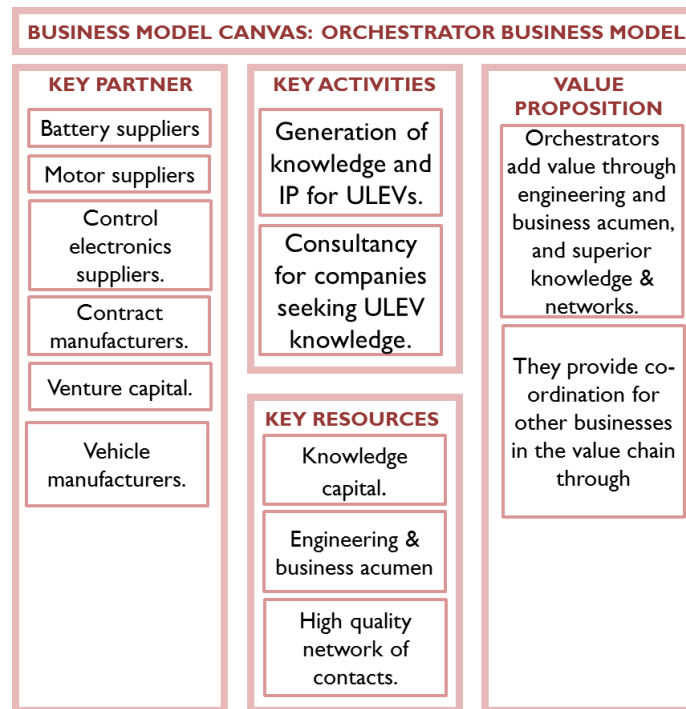 BUSINESS MODEL CANVAS: ORCHESTRATOR BUSINESS MODEL
KEY PARTNER
Battery suppliers
Motor suppliers
Control
electronics
suppliers.
Contract
manufacturers.
Venture capital.
Vehicle
manufacturers.
KEY ACTIVITIES
Generation of
knowledge and
IP for ULEVs.
Consultancy
for companies
seeking ULEV
knowledge.
KEY RESOURCES
Knowledge
capital.
Engineering &
business acumen
High quality
network of
contacts.
VALUE
PROPOSITION
Orchestrators
add value through
engineering and
business acumen,
and superior
knowledge &
networks.
They provide co-
ordination for
other businesses
in the value chain
through